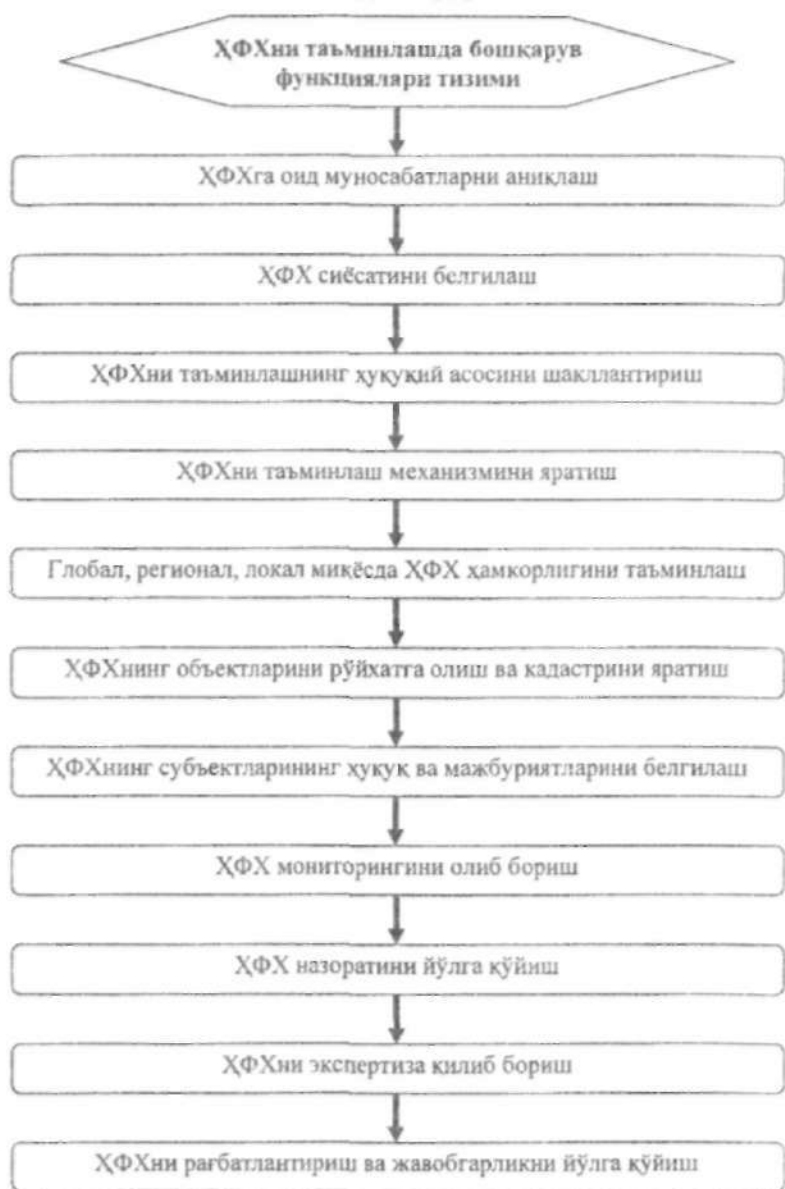 ҲФХни таъминлашда бошқарув
функциялари тизими
ҲФХга оид муносабатларни аниқлаш
ҲФХ сиёсатини белгилаш
ҲФХни таъминлашнинг ҳуқуқий асосини шакллантириш
ҲФХни таъминлаш механизмини яратиш
Глобал, регионал, локал миқёсда ҲФХ ҳамкорлигини таъминлаш
ҲФХнинг объектларини рўйхатга олиш ва кадастрини яратиш
ҲФХнинг субъектларининг ҳуқуқ ва мажбуриятларини белгилаш
ҲФХ мониторингини олиб бориш
ҲФХ назоратини йўлга қўйиш
ҲФХни экспертиза қилиб бориш
ҲФХни рағбатлантириш ва жавобгарликни йўлга қўйиш